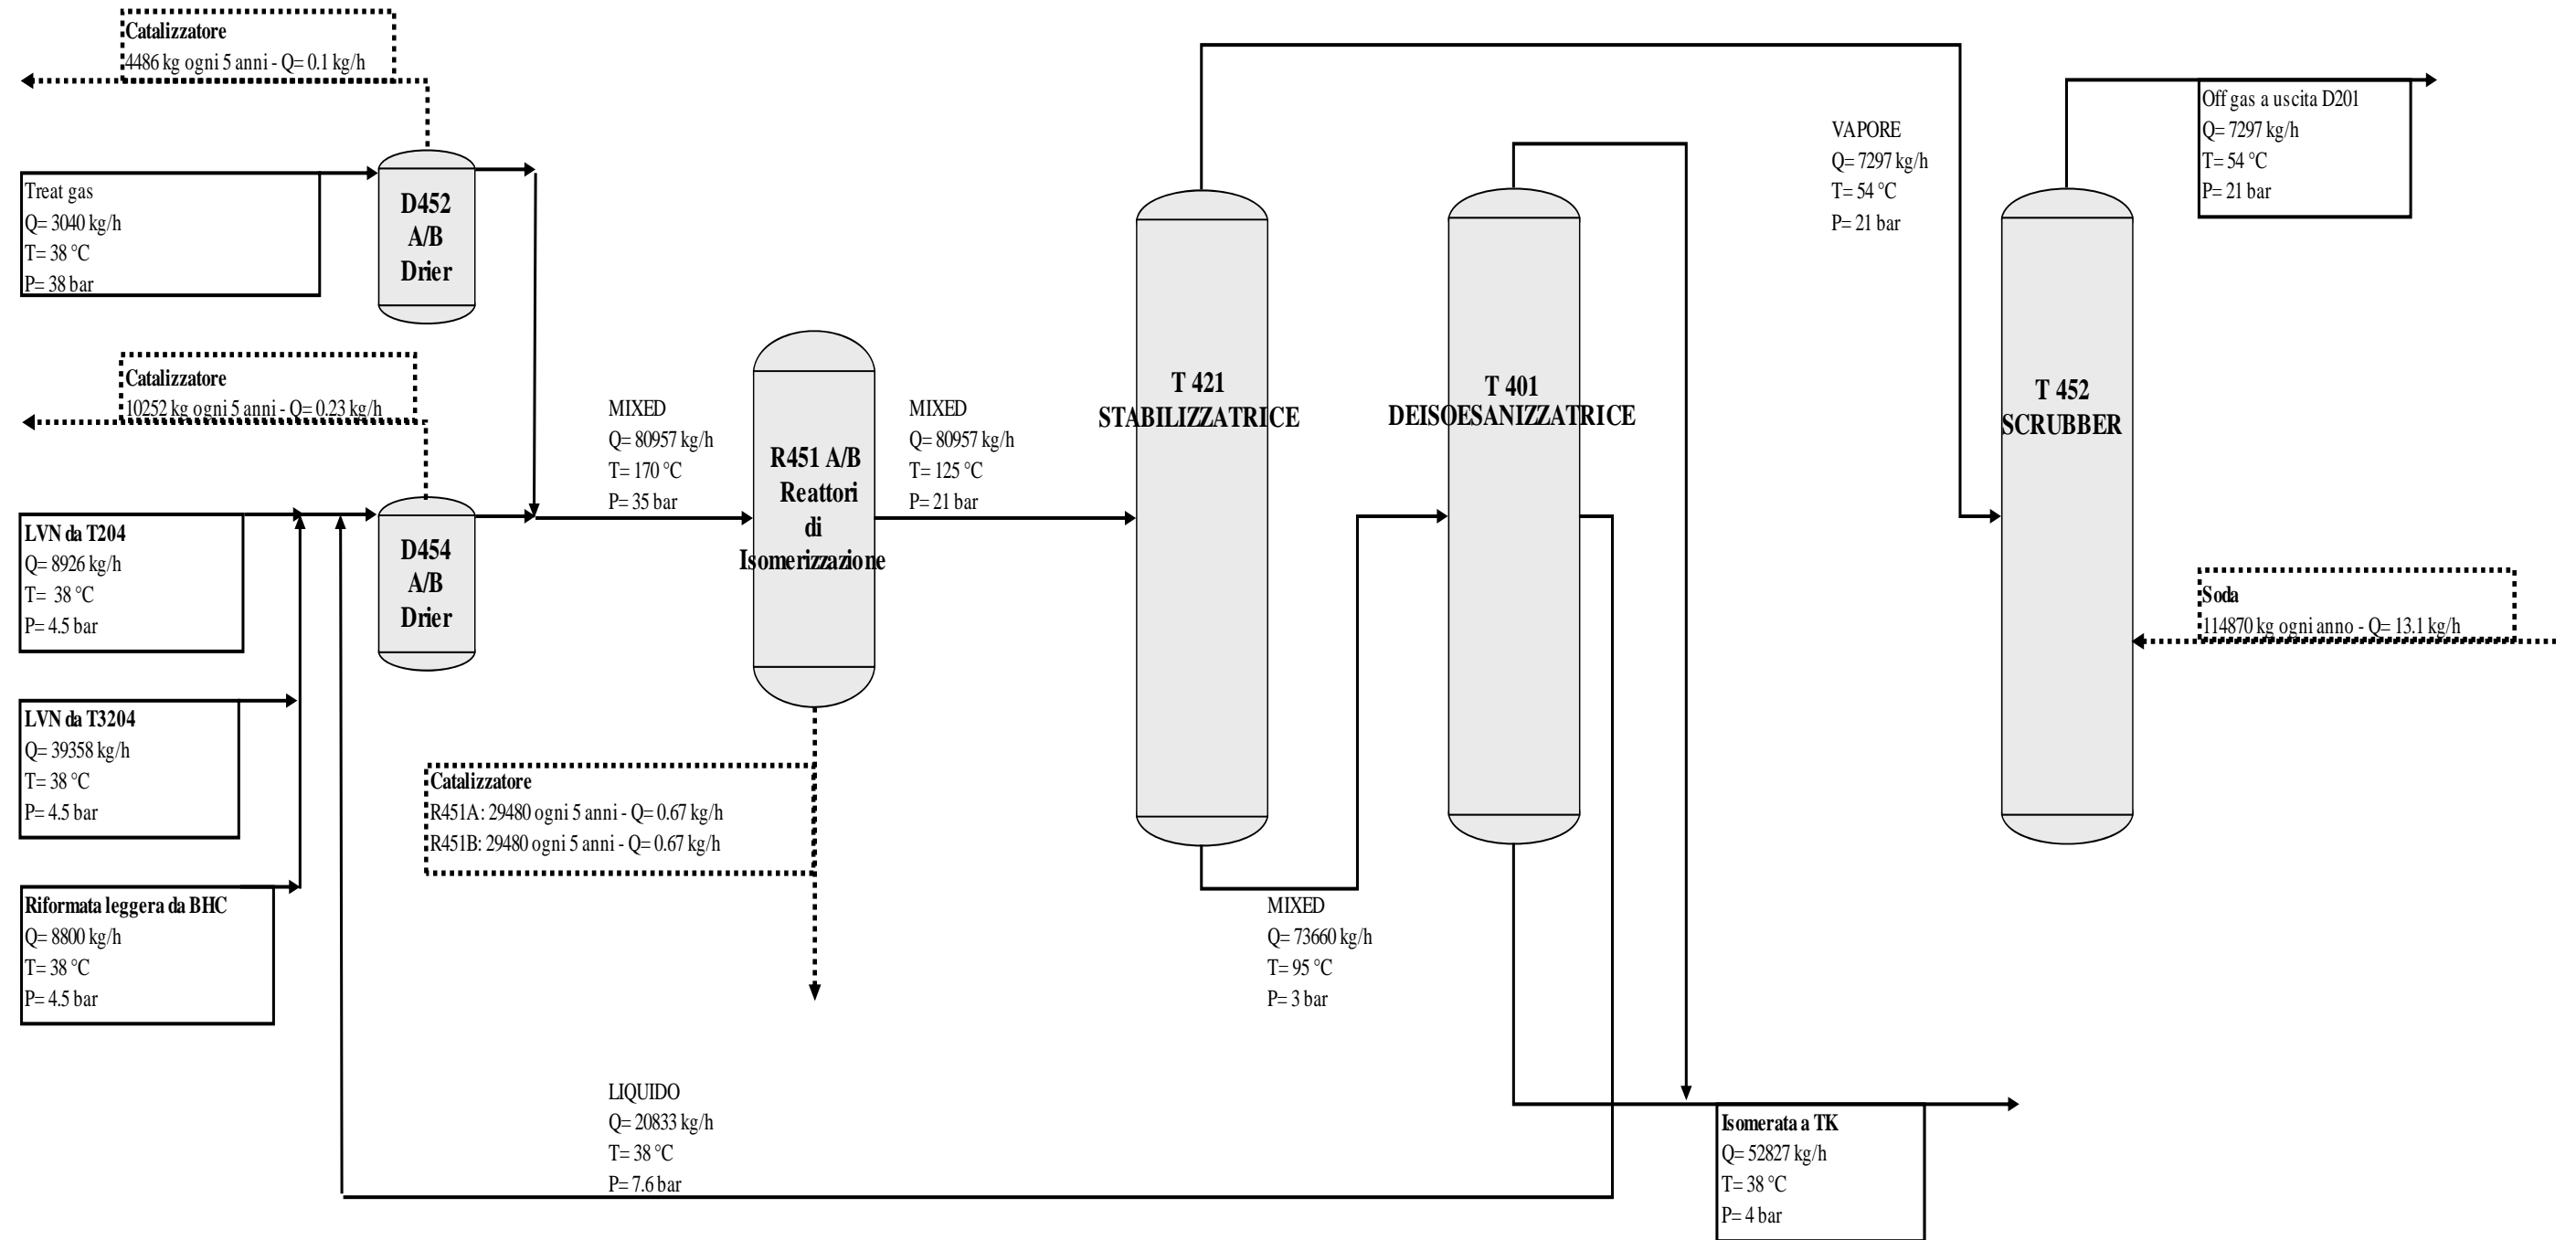 Catalizzatore
4486 kg ogni 5 anni - Q= 0.1 kg/h
Treat gas
Q= 3040 kg/h
T= 38 °C
P= 38 bar
D452
A/B
Drier
Catalizzatore
10252 kg ogni 5 anni - Q= 0.23 kg/h
LVN da T204
Q= 8926 kg/h
T= 38 °C
P= 4.5 bar
D454
A/B
Drier
LVN da T3204
Q= 39358 kg/h
T= 38 °C
P= 4.5 bar
Riformata leggera da BHC
Q= 8800 kg/h
T= 38 °C
P= 4.5 bar
MIXED
Q= 80957 kg/h
T= 170 °C
P= 35 bar
R451 A/B
Reattori
di
Isomerizzazione
MIXED
Q= 80957 kg/h
T= 125 °C
P= 21 bar
Catalizzatore
R451A: 29480 ogni 5 anni - Q= 0.67 kg/h
R451B: 29480 ogni 5 anni - Q= 0.67 kg/h
LIQUIDO
Q= 20833 kg/h
T= 38 °C
P= 7.6 bar
T 421
STABILIZZATRICE
MIXED
Q= 73660 kg/h
T= 95 °C
P= 3 bar
T 401
DEISOESANIZZATRICE
VAPORE
Q= 7297 kg/h
T= 54 °C
P= 21 bar
Isomerata a TK
Q= 52827 kg/h
T= 38 °C
P= 4 bar
T 452
SCRUBBER
Off gas a uscita D201
Q= 7297 kg/h
T= 54 °C
P= 21 bar
Soda
114870 kg ogni anno - Q= 13.1 kg/h